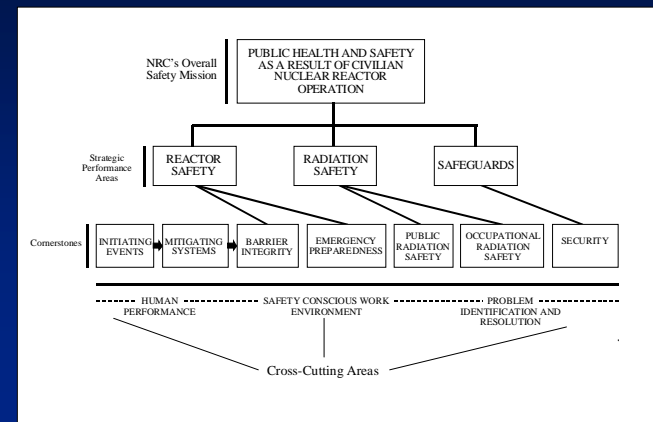 NRC's Overall
Safety Mission
PUBLIC HEALTH AND SAFETY
AS A RESULT OF CIVILIAN
NUCLEAR REACTOR
OPERATION
Strategic
Performance
Areas
REACTOR
SAFETY
RADIATION
SAFETY
SAFEGUARDS
Cornerstones
INITIATING
EVENTS
MITIGATING
SYSTEMS
BARRIER
INTEGRITY
EMERGENCY
PREPAREDNESS
PUBLIC
RADIATION
SAFETY
OCCUPATIONAL
RADIATION
SAFETY
SECURITY
HUMAN
PERFORMANCE
SAFETY CONSCIOUS WORK
ENVIRONMENT
PROBLEM
IDENTIFICATION AND
RESOLUTION
Cross-Cutting Areas